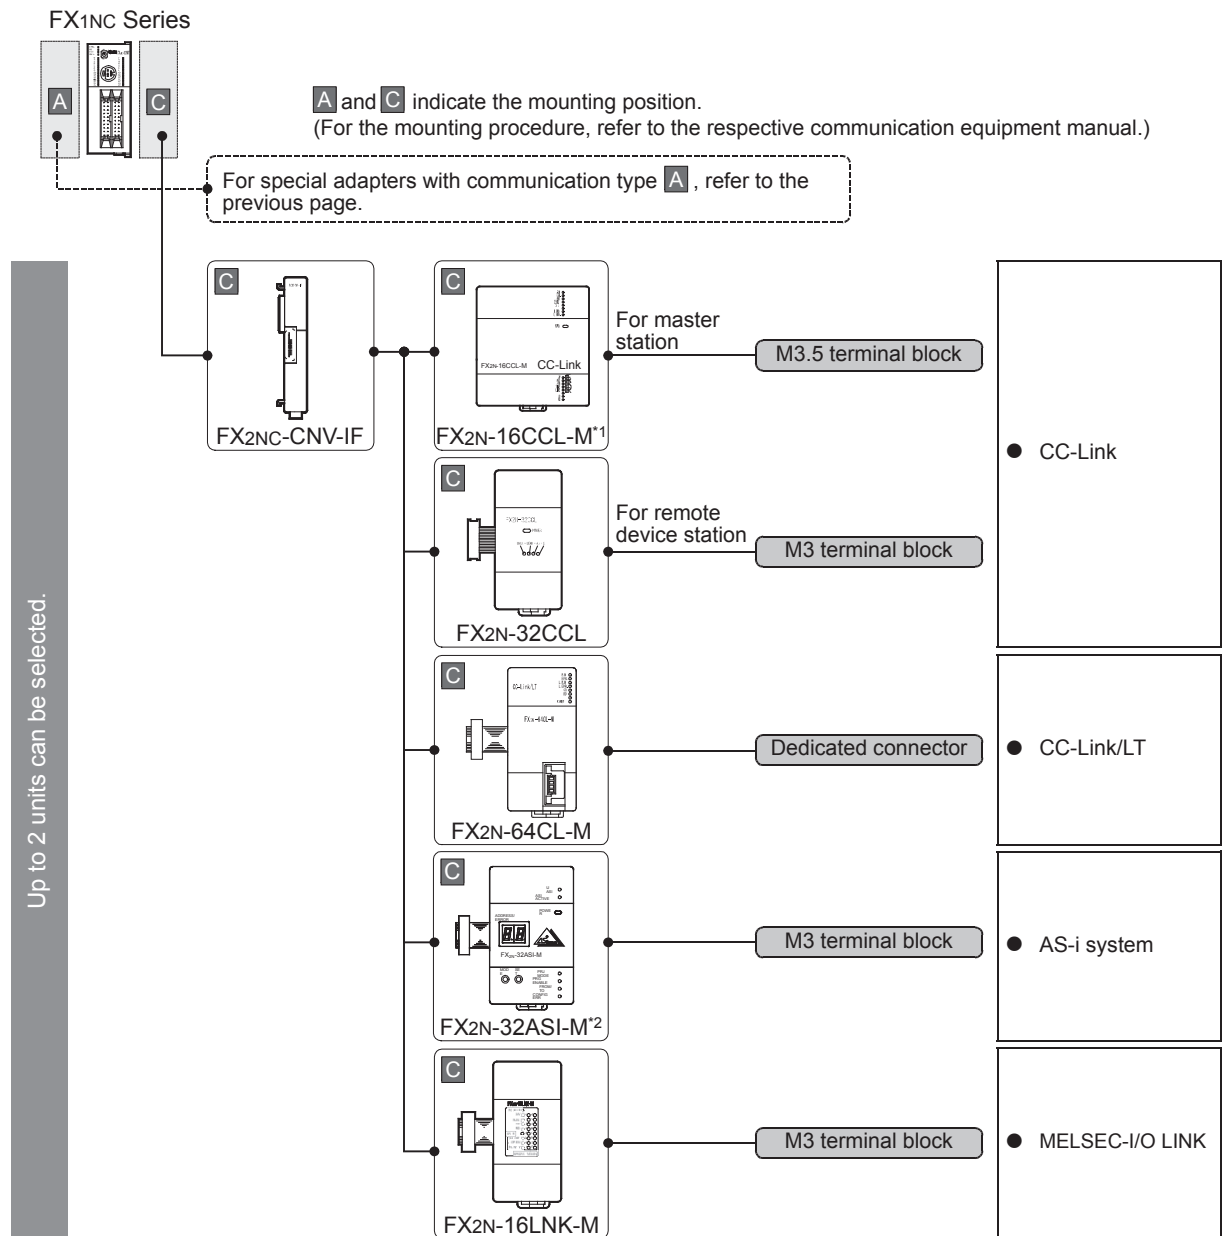 FX1NC Series
A
C
A and C indicate the mounting position.
(For the mounting procedure, refer to the respective communication equipment manual.)
For special adapters with communication type A , refer to the
previous page.
Up to 2 units can be selected.
C
FX2NC-CNV-IF
C
FX2N-16CCL-M CC-Link
FX2N-16CCL-M*1
For master
station
M3.5 terminal block
C
FX2N-32CCL
For remote
device station
M3 terminal block
● CC-Link
C
CC-Link/LT
FX2N-64CL-M
Dedicated connector
● CC-Link/LT
C
ADDRESS/
ERROR
FX2N-32ASI-M
FX2N-32ASI-M*2
M3 terminal block
● AS-i system
C
FX2N-16LNK-M
M3 terminal block
● MELSEC-I/O LINK